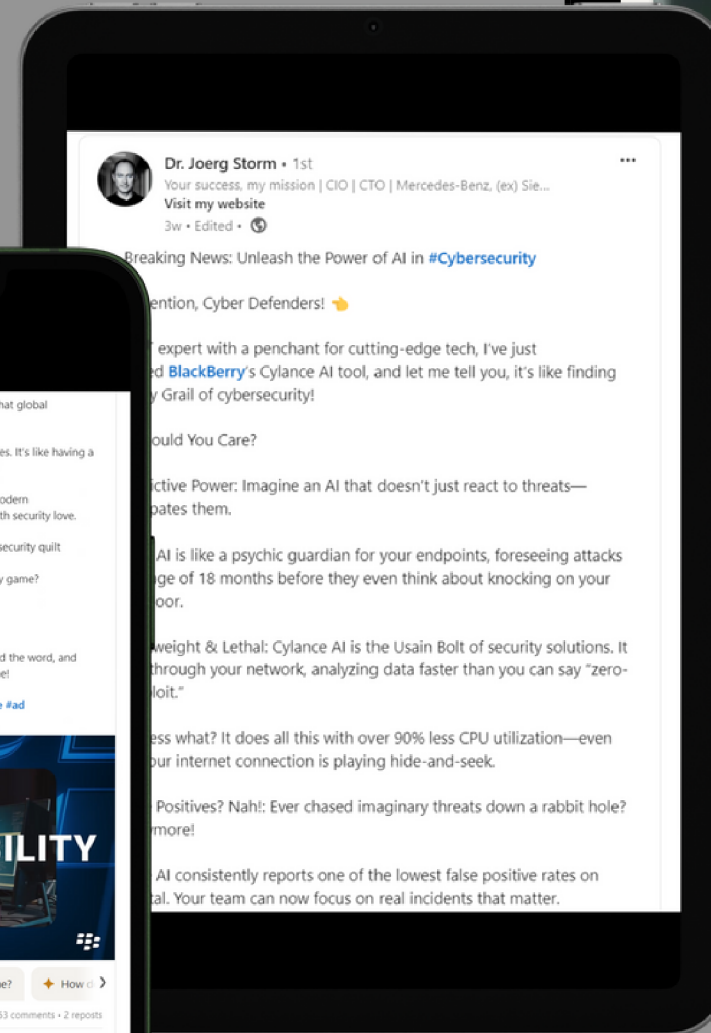 Dr. Joerg Storm • 1st
Your success, my mission | CIO | CTO | Mercedes-Benz, (ex) Sie...
Visit my website
3w • Edited •
Breaking News: Unleash the Power of AI in #Cybersecurity
ention, Cyber Defenders!
expert with a penchant for cutting-edge tech, I've just
ed BlackBerry's Cylance AI tool, and let me tell you, it's like finding
y Grail of cybersecurity!
ould You Care?
ictive Power: Imagine an AI that doesn't just react to threats—
pates them.
AI is like a psychic guardian for your endpoints, foreseeing attacks
ge of 18 months before they even think about knocking on your
oor.
weight & Lethal: Cylance AI is the Usain Bolt of security solutions. It
through your network, analyzing data faster than you can say "zero-
loit."
ess what? It does all this with over 90% less CPU utilization—even
our internet connection is playing hide-and-seek.
Positives? Nah!: Ever chased imaginary threats down a rabbit hole?
ymore!
AI consistently reports one of the lowest false positive rates on
tal. Your team can now focus on real incidents that matter.
hat global
es. It's like having a
odern
th security love.
security quilt
y game?
d the word, and
e!
e #ad
ILITY
e?
How d
53 comments • 2 reposts